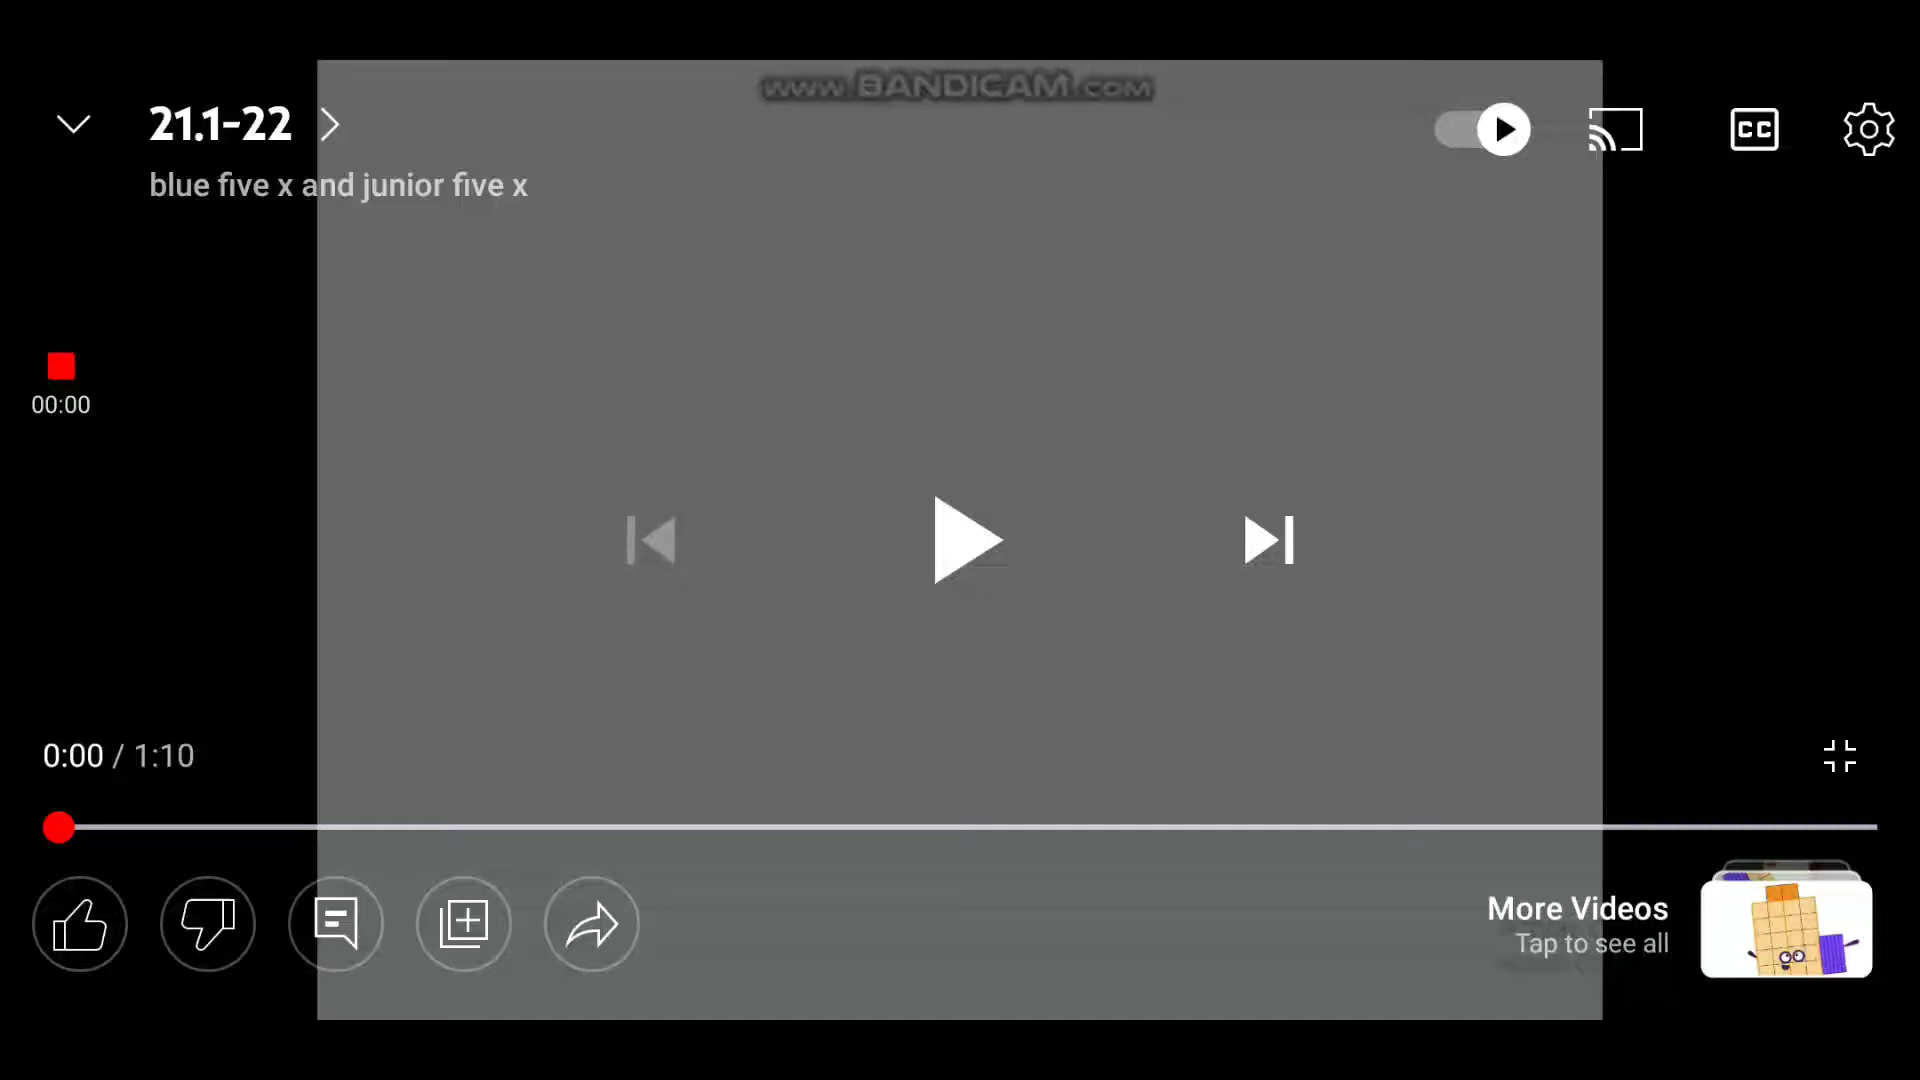 www.BANDICAM.com
21.1-22
CC
blue five x and junior five x
00:00
0:00 / 1:10
More Videos
Tap to see all